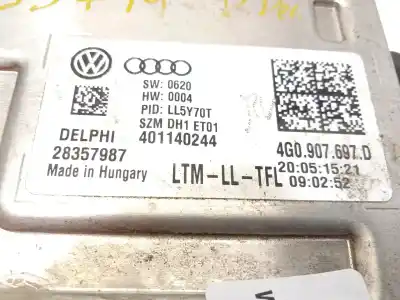 SW: 0620
HW: 0004
PID: LL5Y70T
SZM DH1 ET01
DELPHI 401140244
28357987
Made in Hungary
LTM-LL-TFL
4G0.907.697.D
20:05:15:21
09:02:52